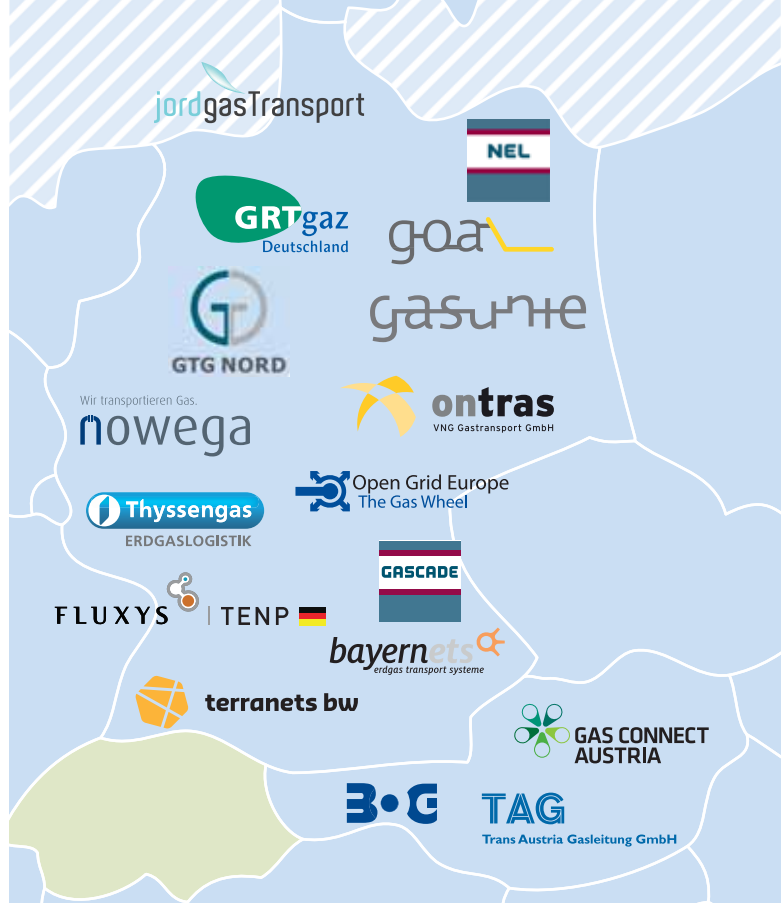 jordgasTransport
NEL
GRTgaz
Deutschland
goal
gasunie
GTG NORD
Wir transportieren Gas.
nowega
ontras
VNG Gastransport GmbH
Open Grid Europe
The Gas Wheel
Thyssengas
ERDGASLOGISTIK
GASCADE
FLUXYS | TENP
bayernets
erdgas transport systeme
terranets bw
GAS CONNECT
AUSTRIA
BOG
TAG
Trans Austria Gasleitung GmbH